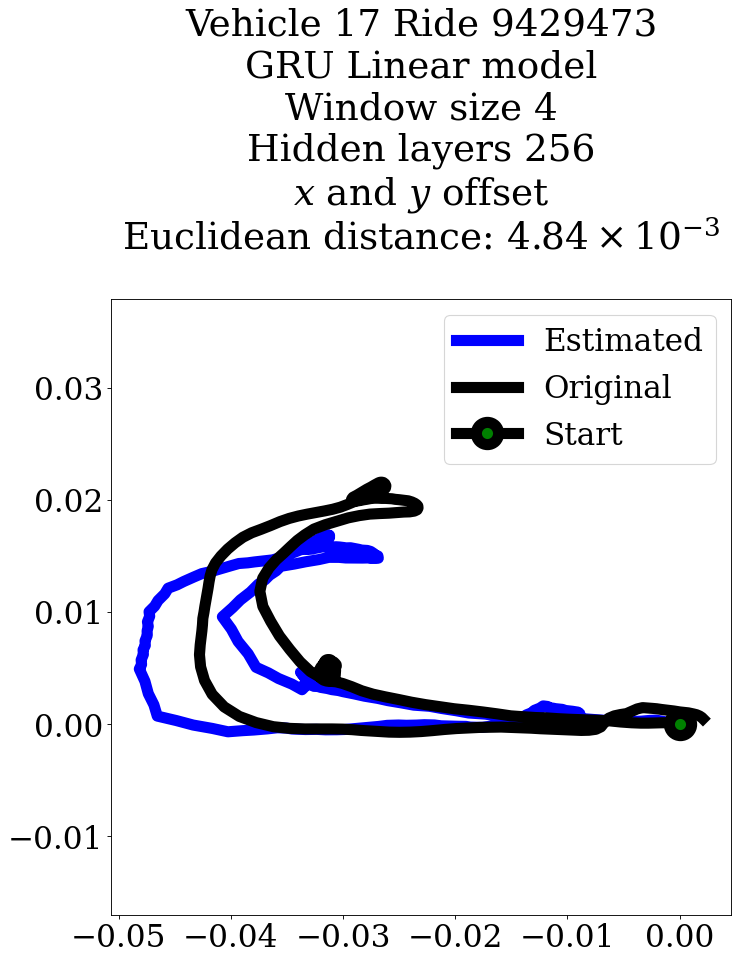 Vehicle 17 Ride 9429473
GRU Linear model
Window size 4
Hidden layers 256
x and y offset
Euclidean distance: 4.84 × 10⁻³
Estimated
Original
Start
0.03
0.02
0.01
0.00
−0.01
−0.05 −0.04 −0.03 −0.02 −0.01 0.00